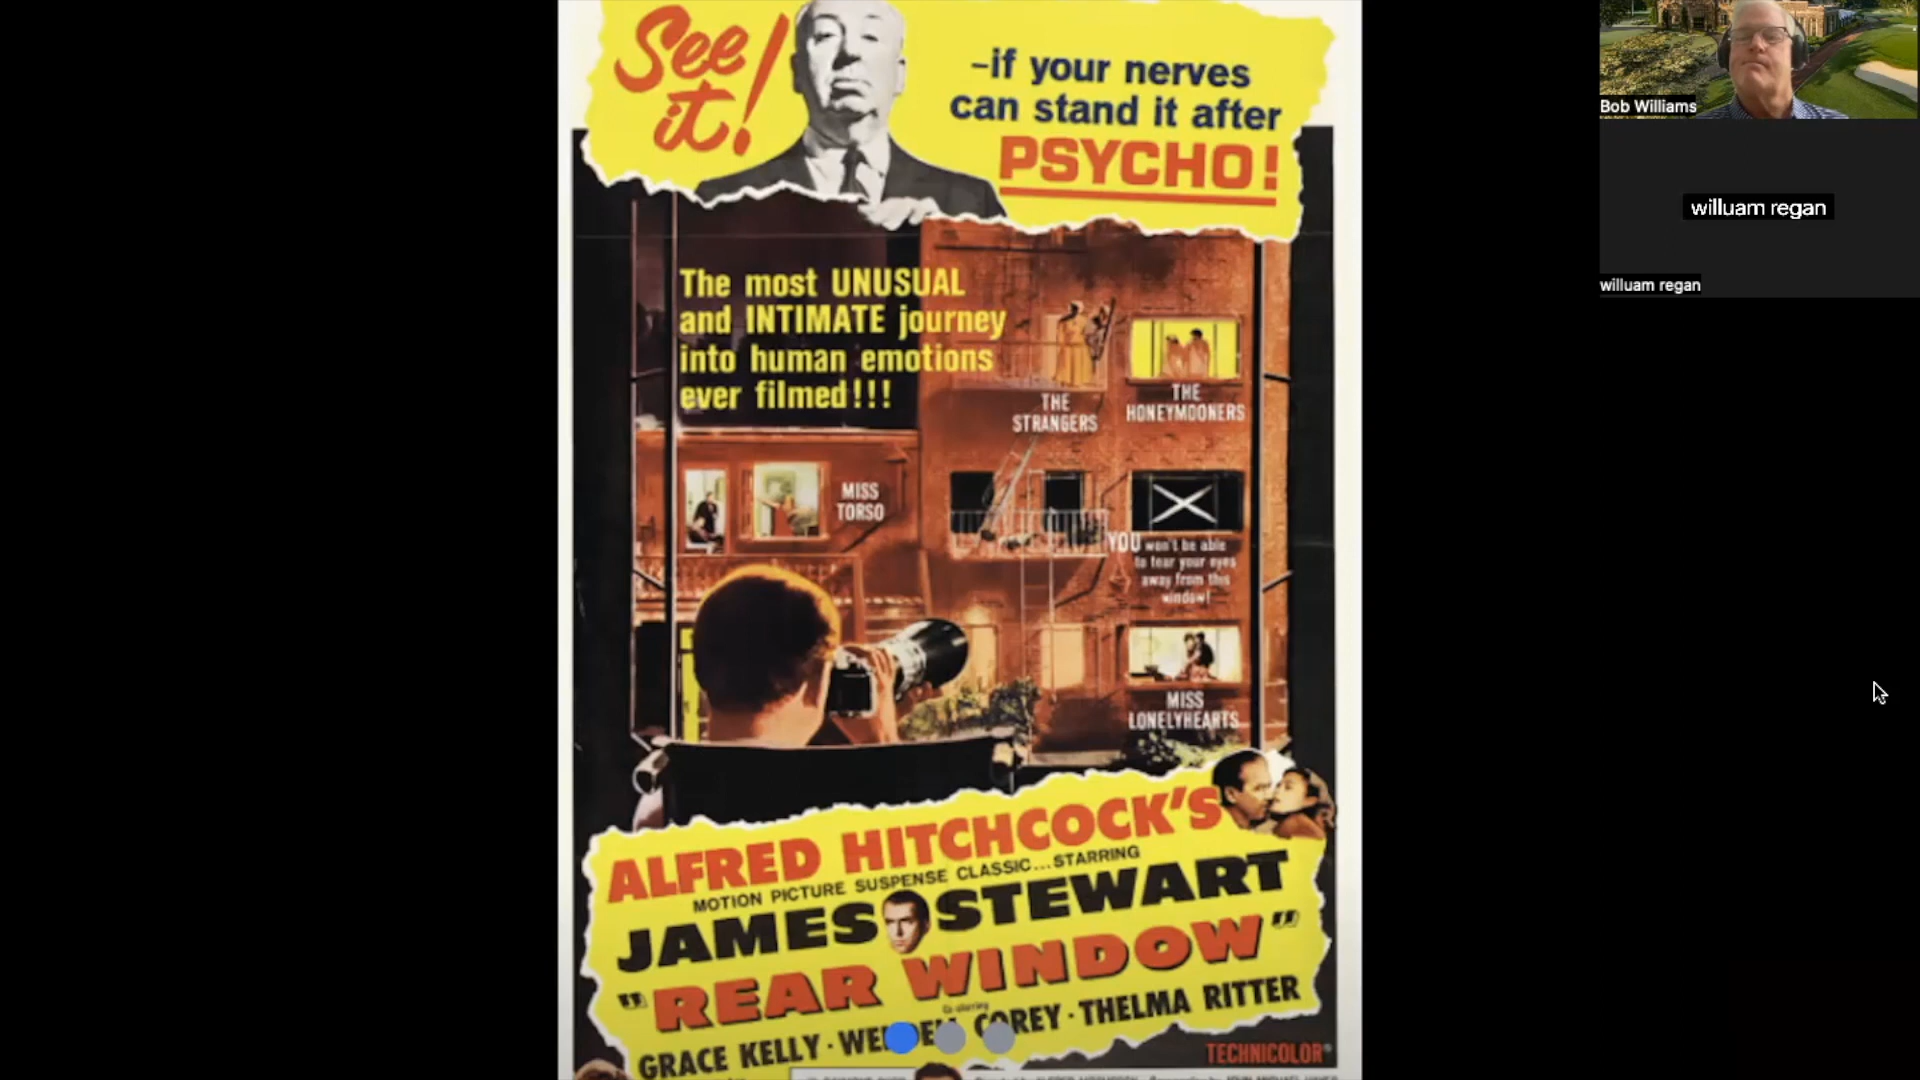 See
it!
–if your nerves
can stand it after
PSYCHO!
The most UNUSUAL
and INTIMATE journey
into human emotions
ever filmed!!!
THE
STRANGERS
THE
HONEYMOONERS
MISS
TORSO
YOU won't be able
to tear your eyes
away from this
window!
MISS
LONELYHEARTS
ALFRED HITCHCOCK'S
MOTION PICTURE SUSPENSE CLASSIC...STARRING
JAMES STEWART
"REAR WINDOW"
Co-starring
GRACE KELLY · WENDELL COREY · THELMA RITTER
TECHNICOLOR®
Bob Williams
willuam regan
willuam regan